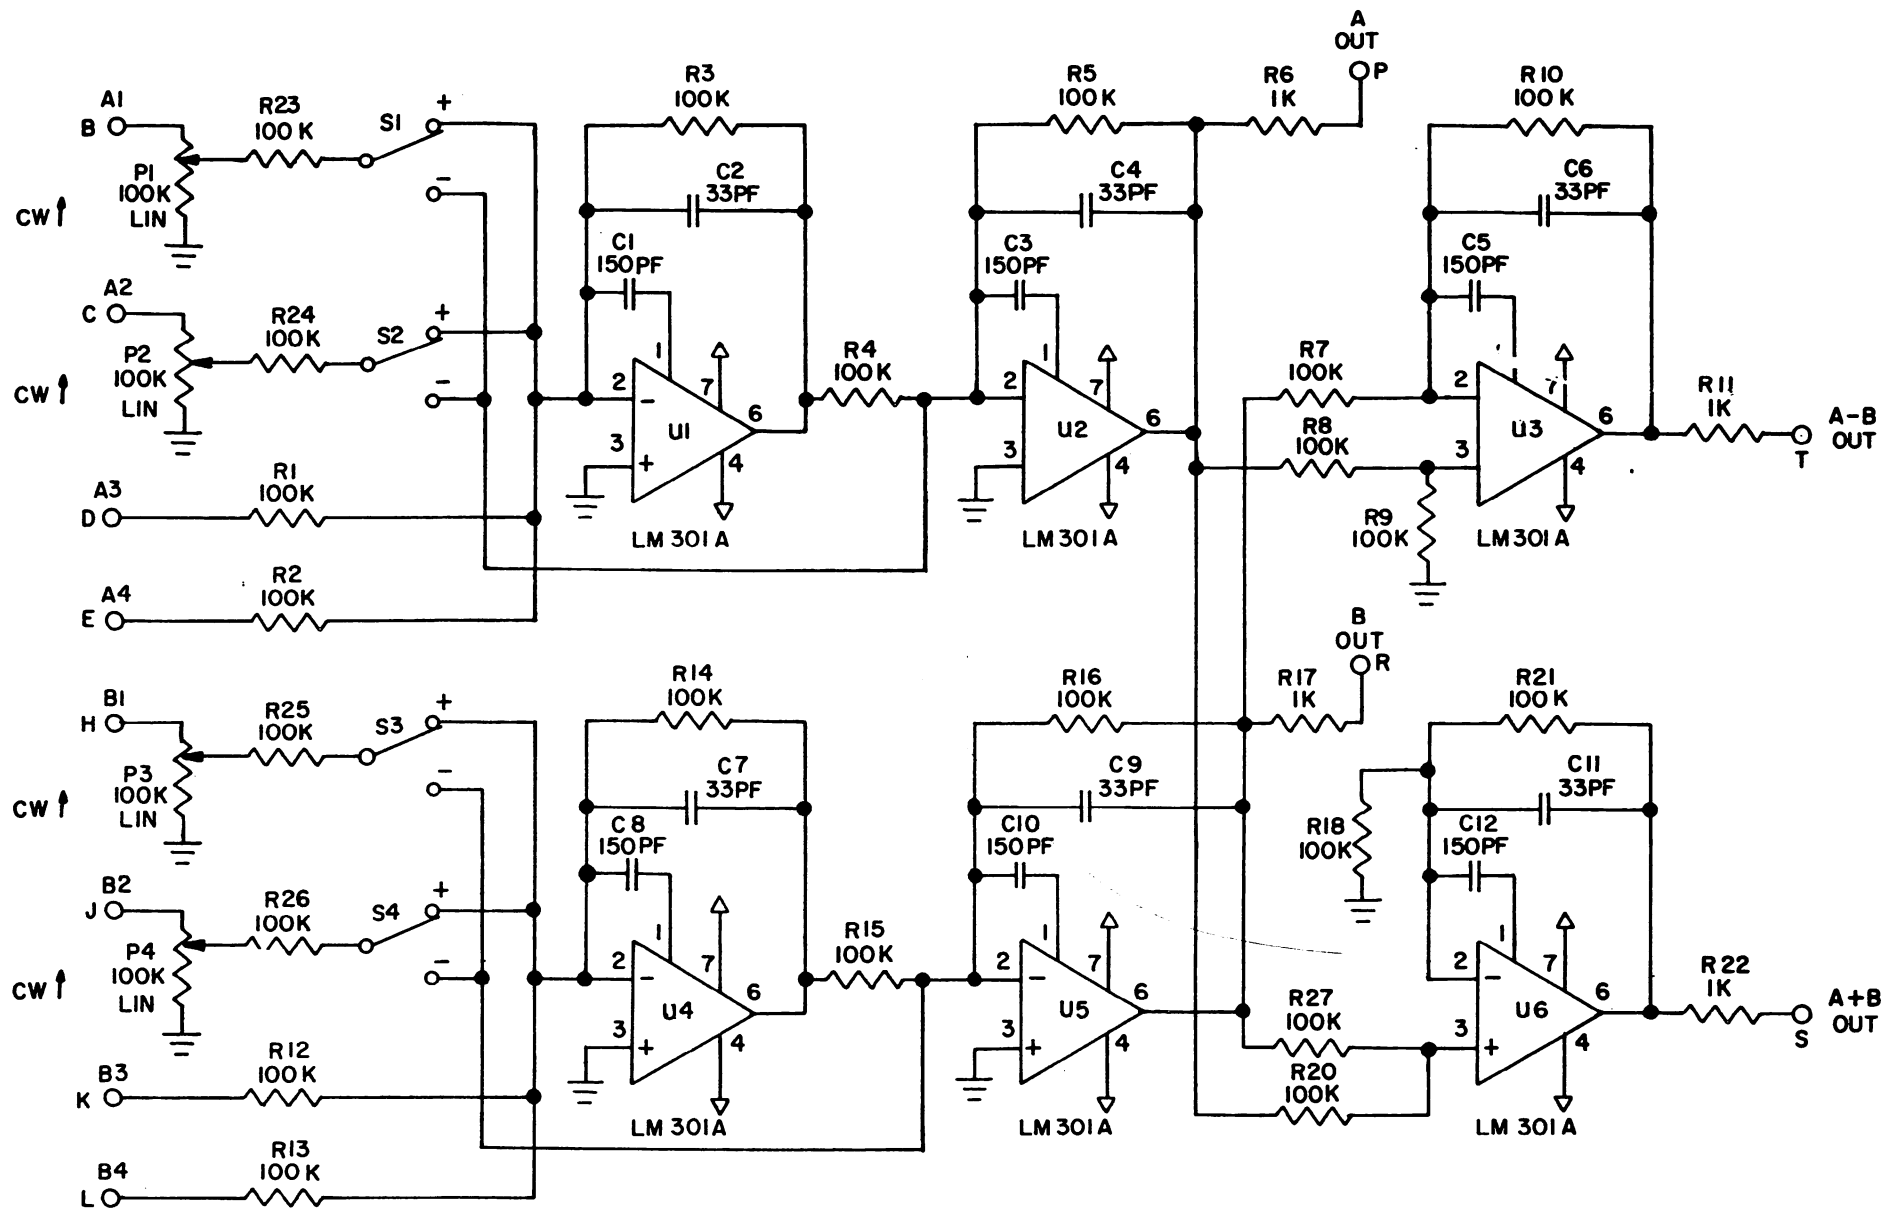 A
OUT
P
A1
B
R23
100K
S1
+
−
P1
100K
LIN
CW
R3
100K
C2
33PF
C1
150PF
R5
100K
R6
1K
C4
33PF
C3
150PF
R10
100K
C6
33PF
C5
150PF
A2
C
R24
100K
S2
+
−
P2
100K
LIN
CW
1
2
−
3
+
U1
7
6
4
LM301A
R4
100K
1
2
3
U2
7
6
4
LM301A
R7
100K
R8
100K
R9
100K
1
2
3
U3
7
6
4
LM301A
R11
1K
T
A-B
OUT
A3
D
R1
100K
A4
E
R2
100K
B
OUT
R
B1
H
R25
100K
S3
+
−
P3
100K
LIN
CW
R14
100K
C7
33PF
C8
150PF
R16
100K
R17
1K
C9
33PF
C10
150PF
R21
100K
C11
33PF
R18
100K
C12
150PF
B2
J
R26
100K
S4
+
−
P4
100K
LIN
CW
1
2
−
3
+
U4
7
6
4
LM301A
R15
100K
1
2
−
3
+
U5
7
6
4
LM301A
R27
100K
R20
100K
1
2
−
3
+
U6
7
6
4
LM301A
R22
1K
S
A+B
OUT
B3
K
R12
100K
B4
L
R13
100K